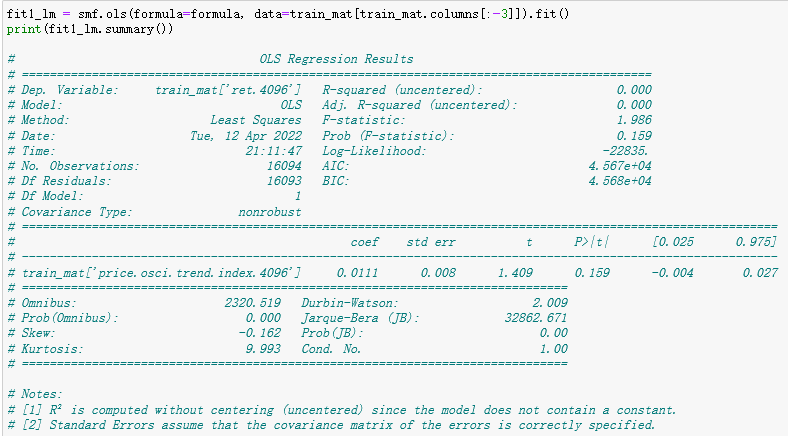 fit1_lm = smf.ols(formula=formula, data=train_mat[train_mat.columns[:-3]]).fit()
print(fit1_lm.summary())
# OLS Regression Results
# ==============================================================================
# Dep. Variable: train_mat['ret.4096'] R-squared (uncentered): 0.000
# Model: OLS Adj. R-squared (uncentered): 0.000
# Method: Least Squares F-statistic: 1.986
# Date: Tue, 12 Apr 2022 Prob (F-statistic): 0.159
# Time: 21:11:47 Log-Likelihood: -22835.
# No. Observations: 16094 AIC: 4.567e+04
# Df Residuals: 16093 BIC: 4.568e+04
# Df Model: 1
# Covariance Type: nonrobust
# ==============================================================================
# coef std err t P>|t| [0.025 0.975]
# ------------------------------------------------------------------------------
# train_mat['price.osci.trend.index.4096'] 0.0111 0.008 1.409 0.159 -0.004 0.027
# ==============================================================================
# Omnibus: 2320.519 Durbin-Watson: 2.009
# Prob(Omnibus): 0.000 Jarque-Bera (JB): 32862.671
# Skew: -0.162 Prob(JB): 0.00
# Kurtosis: 9.993 Cond. No. 1.00
# ==============================================================================
# Notes:
# [1] R² is computed without centering (uncentered) since the model does not contain a constant.
# [2] Standard Errors assume that the covariance matrix of the errors is correctly specified.